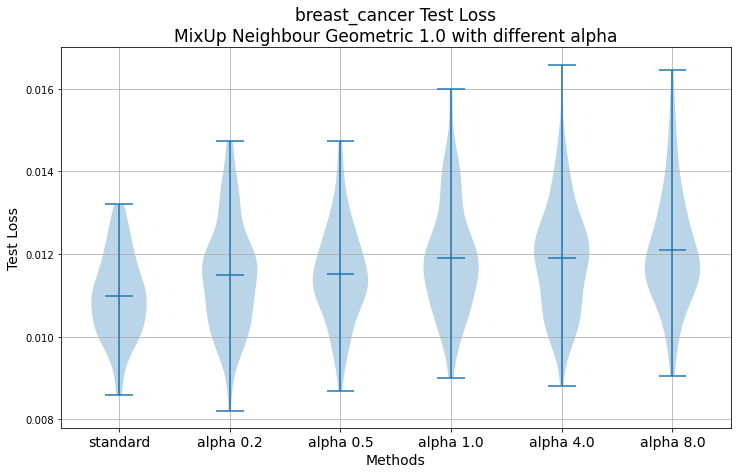 breast_cancer Test Loss
MixUp Neighbour Geometric 1.0 with different alpha
Test Loss
0.016
0.014
0.012
0.010
0.008
standard alpha 0.2 alpha 0.5 alpha 1.0 alpha 4.0 alpha 8.0
Methods